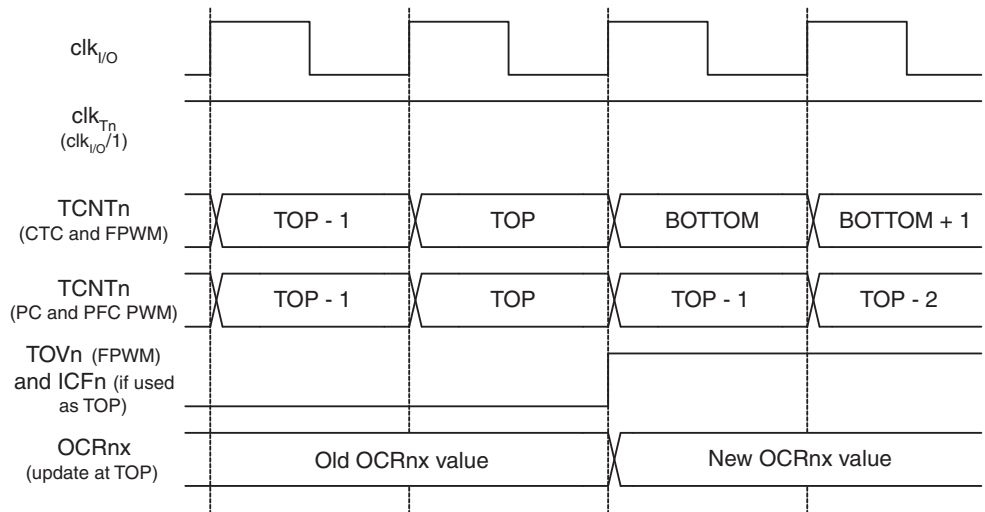 clkI/O
clkTn
(clkI/O/1)
TCNTn
(CTC and FPWM)
TOP - 1
TOP
BOTTOM
BOTTOM + 1
TCNTn
(PC and PFC PWM)
TOP - 1
TOP
TOP - 1
TOP - 2
TOVn (FPWM)
and ICFn (if used
as TOP)
OCRnx
(update at TOP)
Old OCRnx value
New OCRnx value